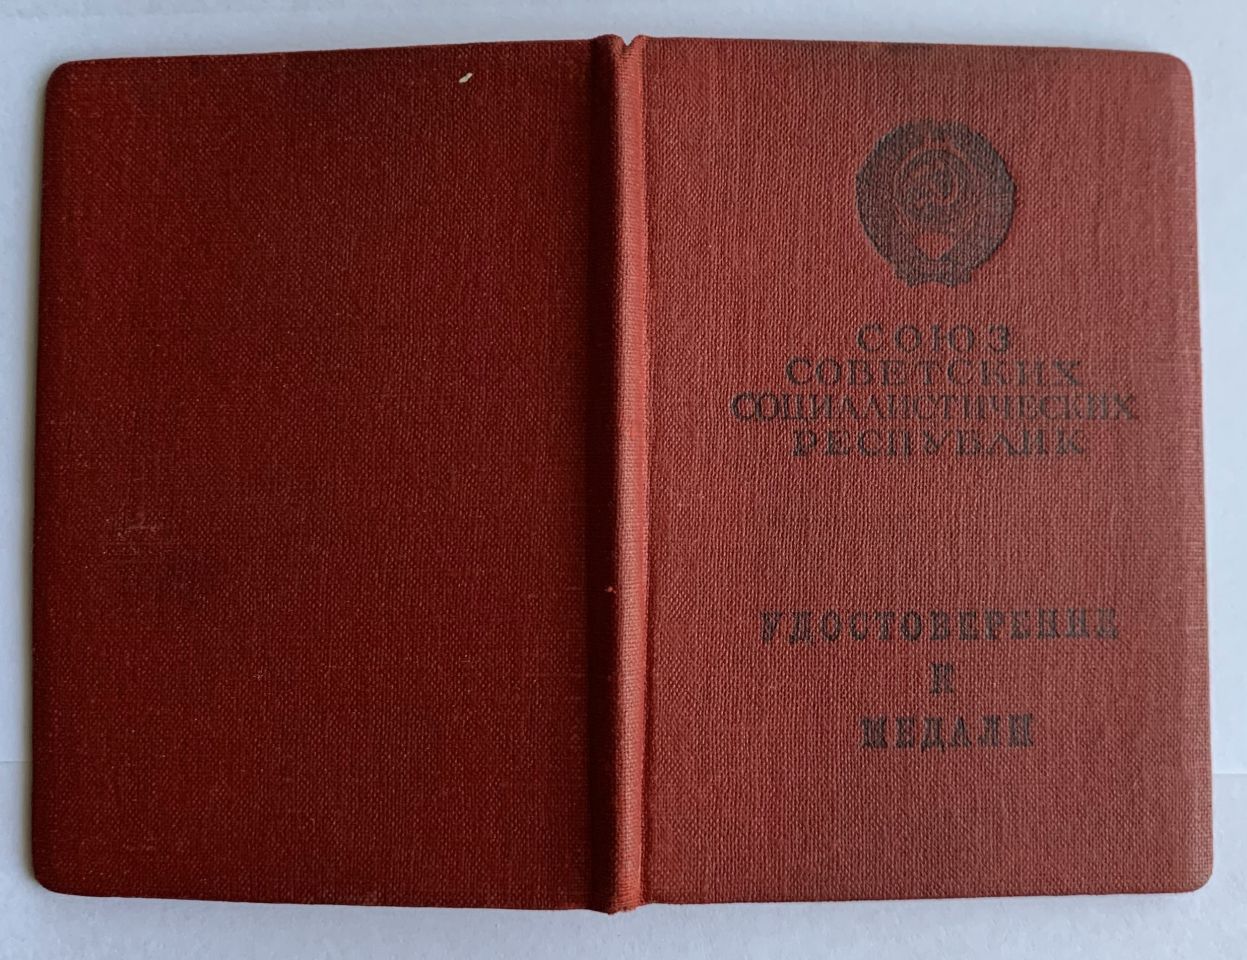 СОЮЗ
СОВЕТСКИХ
СОЦИАЛИСТИЧЕСКИХ
РЕСПУБЛИК
УДОСТОВЕРЕНИЕ
К
МЕДАЛИ